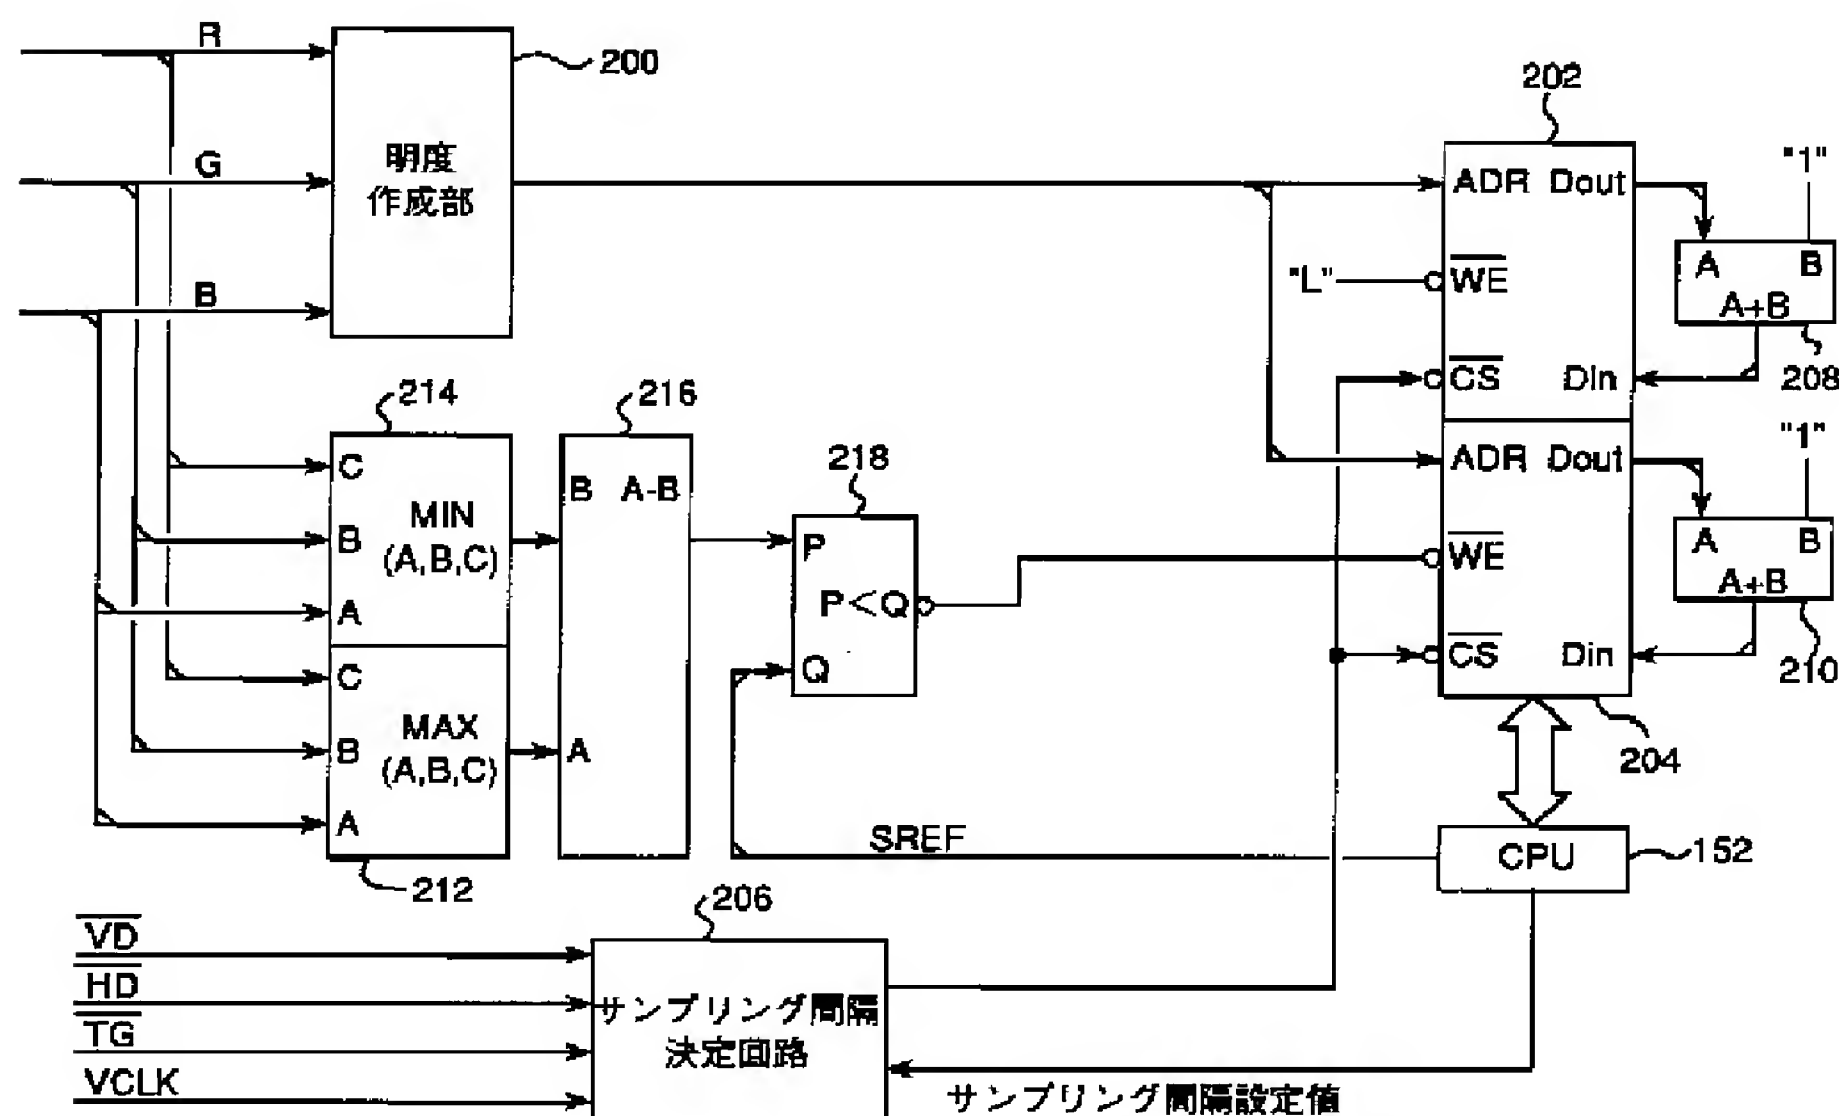 R
200
G
明度
作成部
B
202
ADR Dout
"1"
"L"
WE
A B
A+B
CS Din
208
214
216
218
C
B
A
MIN
(A,B,C)
B A-B
P
P<Q
Q
ADR Dout
"1"
WE
A B
A+B
CS Din
210
C
B
A
MAX
(A,B,C)
A
212
204
SREF
CPU
152
206
VD
HD
TG
VCLK
サンプリング間隔
決定回路
サンプリング間隔設定値